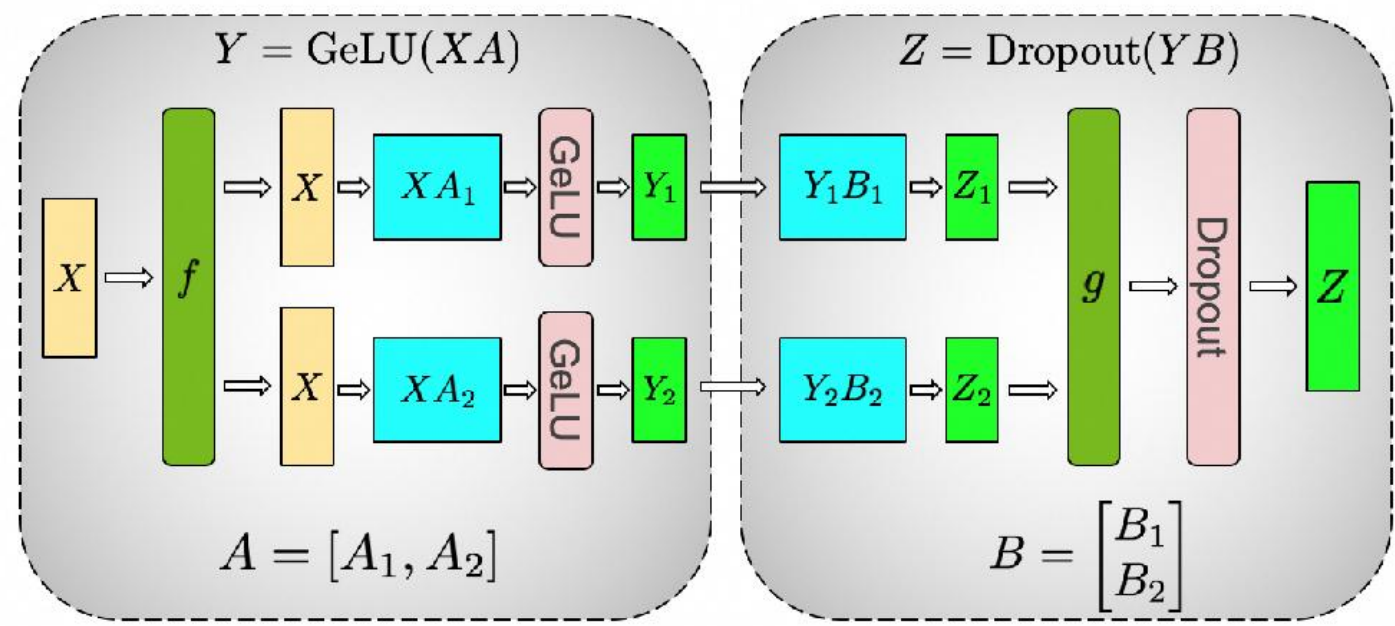 Y = GeLU(XA)
X
f
X
XA₁
GeLU
Y₁
X
XA₂
GeLU
Y₂
A = [A₁, A₂]
Z = Dropout(YB)
Y₁B₁
Z₁
Y₂B₂
Z₂
g
Dropout
Z
B = [B₁
B₂]